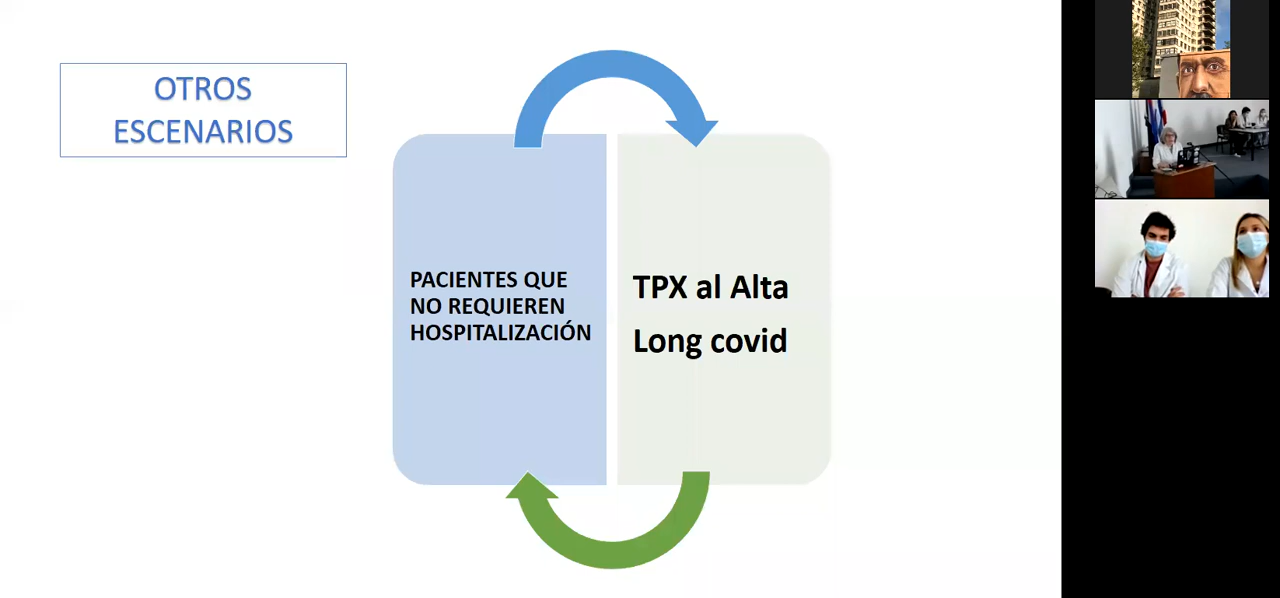 OTROS
ESCENARIOS
PACIENTES QUE
NO REQUIEREN
HOSPITALIZACIÓN
TPX al Alta
Long covid